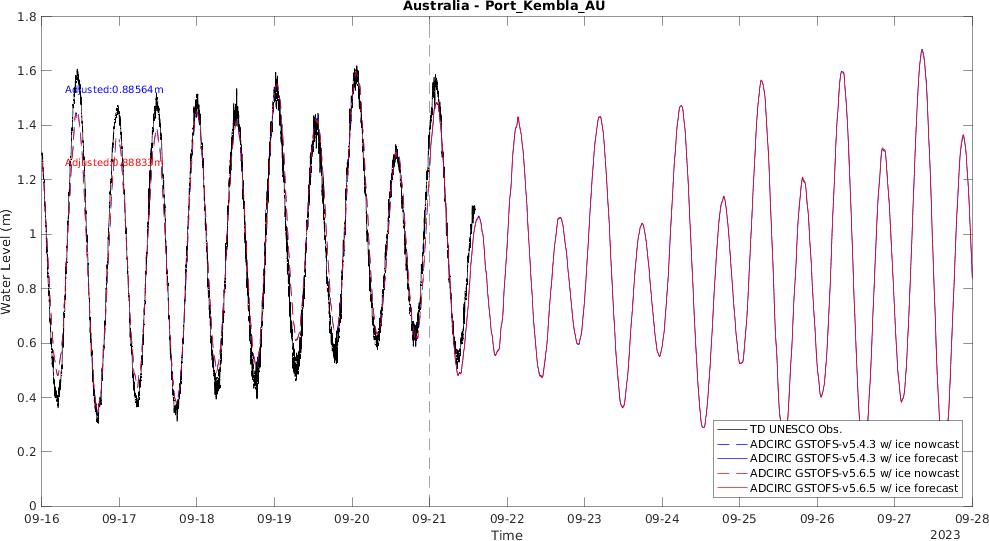 Australia - Port_Kembla_AU
1.8
1.6
1.4
1.2
1
0.8
0.6
0.4
0.2
0
Water Level (m)
Adjusted:0.88564m
Adjusted:0.88833m
TD UNESCO Obs.
ADCIRC GSTOFS-v5.4.3 w/ ice nowcast
ADCIRC GSTOFS-v5.4.3 w/ ice forecast
ADCIRC GSTOFS-v5.6.5 w/ ice nowcast
ADCIRC GSTOFS-v5.6.5 w/ ice forecast
09-16 09-17 09-18 09-19 09-20 09-21 09-22 09-23 09-24 09-25 09-26 09-27 09-28
Time
2023